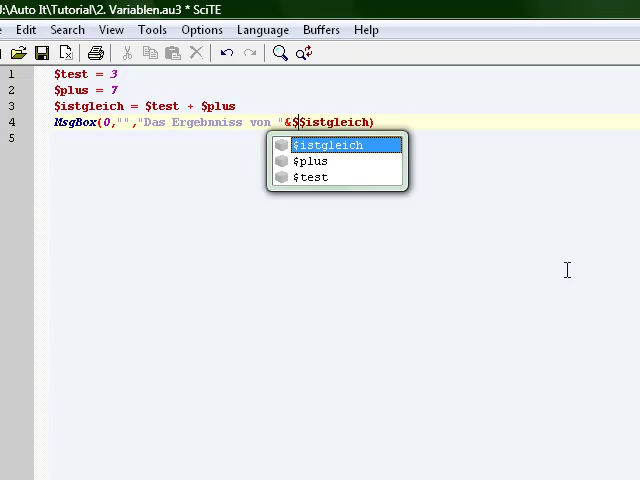 J:\Auto It\Tutorial\2. Variablen.au3 * SciTE
Edit Search View Tools Options Language Buffers Help
1 $test = 3
2 $plus = 7
3 $istgleich = $test + $plus
4 MsgBox(0,"","Das Ergebnniss von "&$$istgleich)
5
$istgleich
$plus
$test